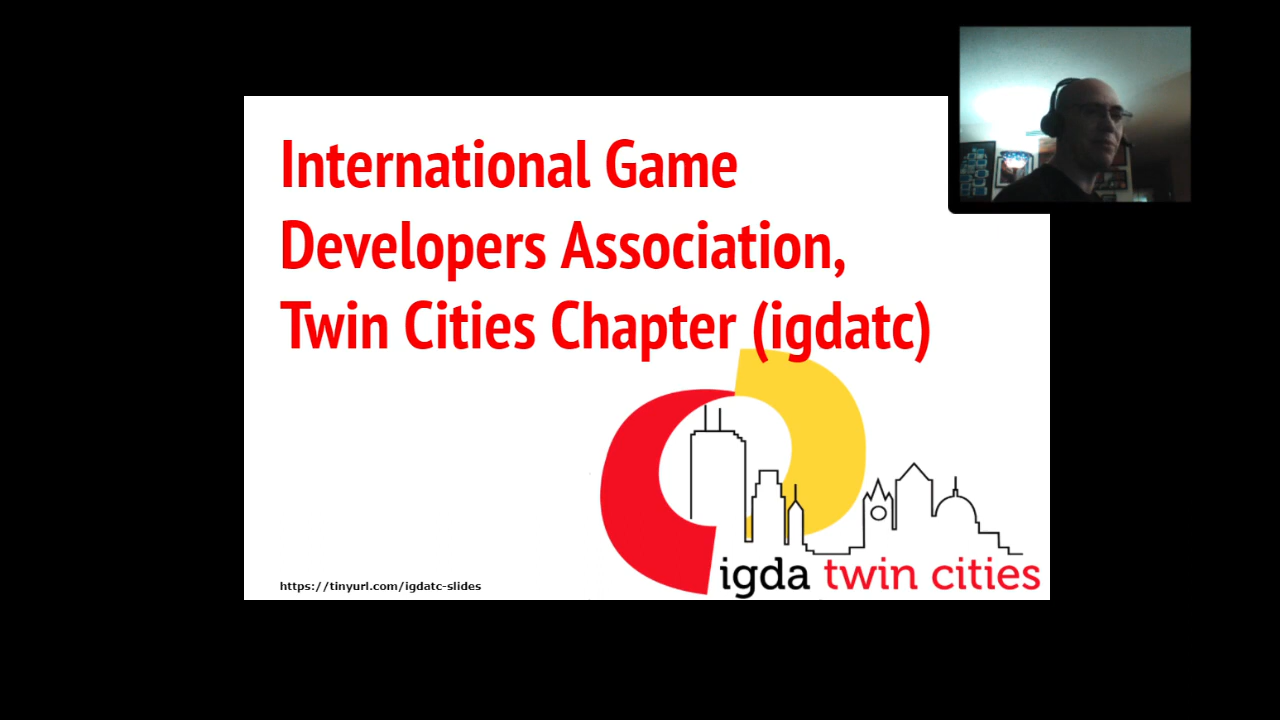 International Game
Developers Association,
Twin Cities Chapter (igdatc)
igda twin cities
https://tinyurl.com/igdatc-slides